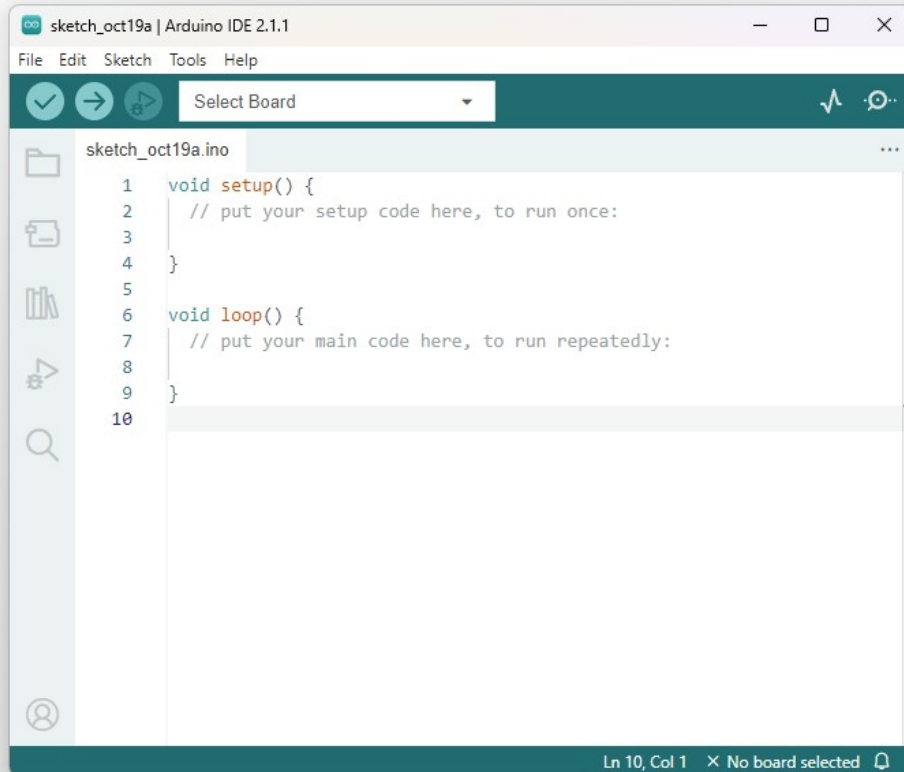 sketch_oct19a | Arduino IDE 2.1.1
File Edit Sketch Tools Help
Select Board
sketch_oct19a.ino
1 void setup() {
2 // put your setup code here, to run once:
3
4 }
5
6 void loop() {
7 // put your main code here, to run repeatedly:
8
9 }
10
Ln 10, Col 1 × No board selected